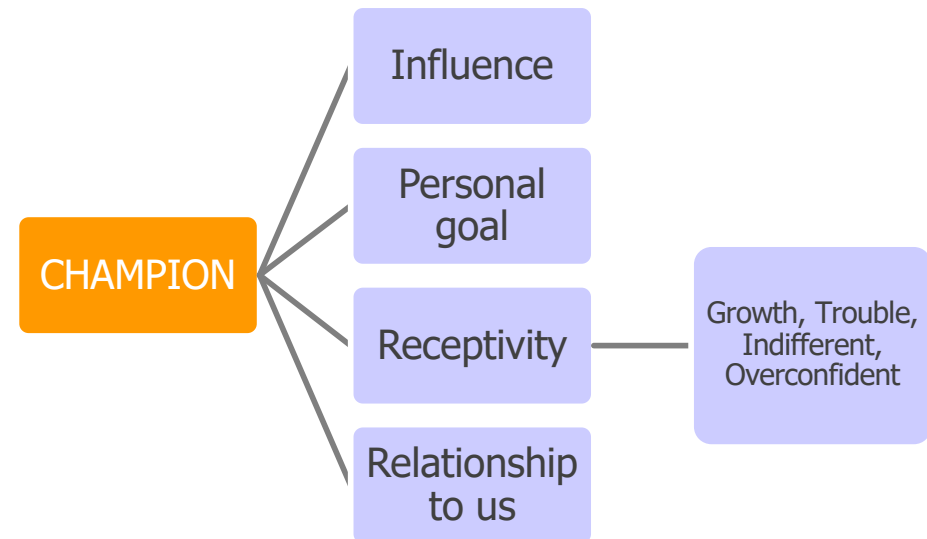 Influence
Personal
goal
CHAMPION
Receptivity
Growth, Trouble,
Indifferent,
Overconfident
Relationship
to us